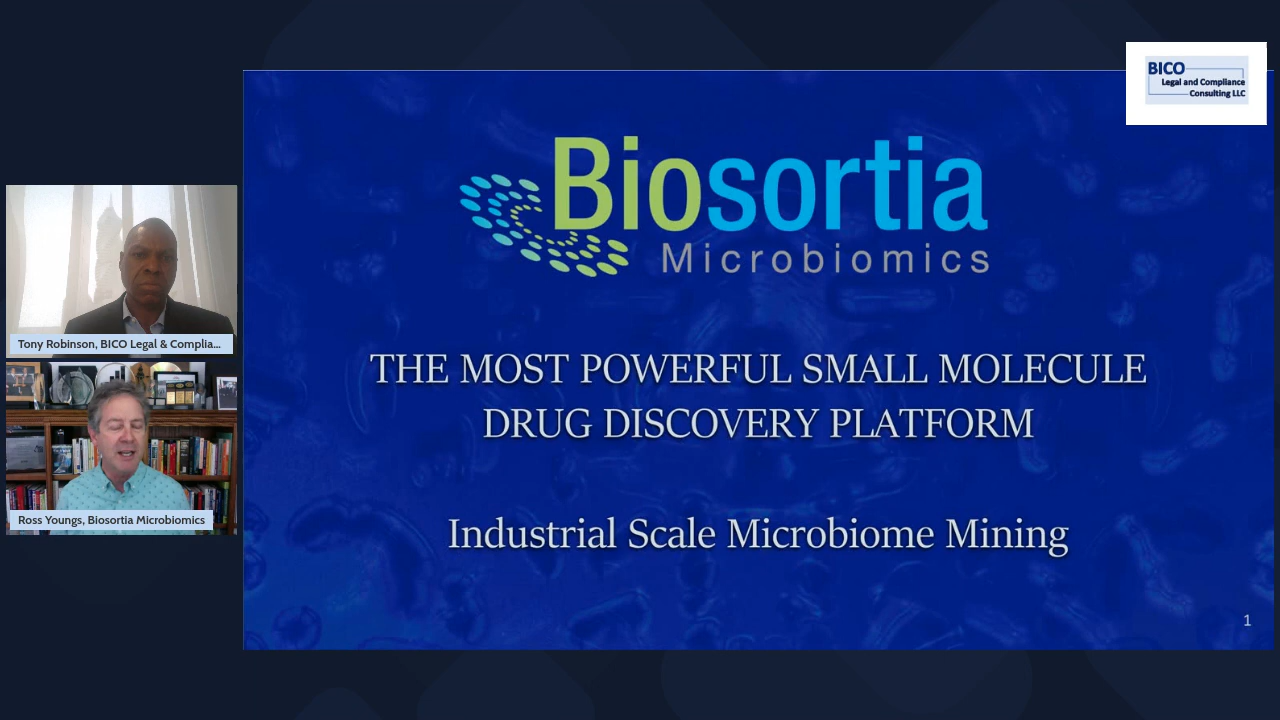 BICO
Legal and Compliance
Consulting LLC
Biosortia
Microbiomics
THE MOST POWERFUL SMALL MOLECULE
DRUG DISCOVERY PLATFORM
Industrial Scale Microbiome Mining
1
Tony Robinson, BICO Legal & Complia...
Ross Youngs, Biosortia Microbiomics